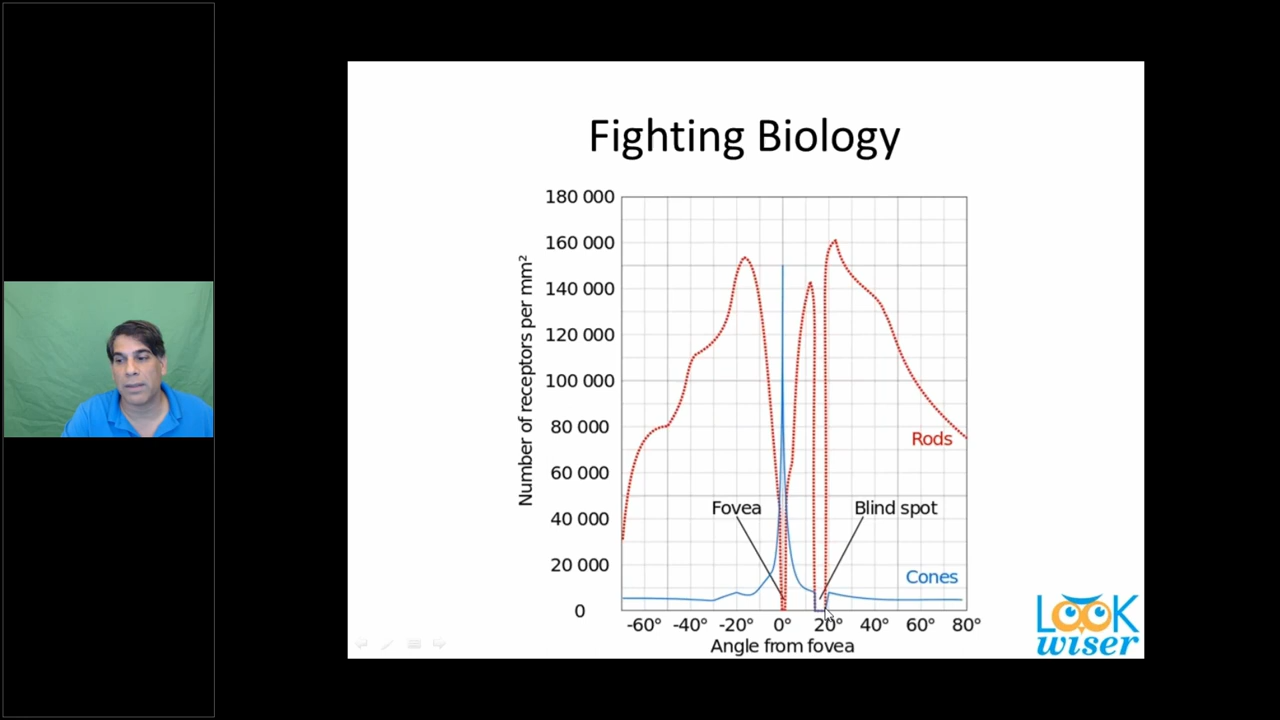 Fighting Biology
180 000
160 000
140 000
120 000
100 000
80 000
60 000
40 000
20 000
0
Number of receptors per mm²
Rods
Fovea
Blind spot
Cones
-60° -40° -20° 0° 20° 40° 60° 80°
Angle from fovea
LOOK
wiser